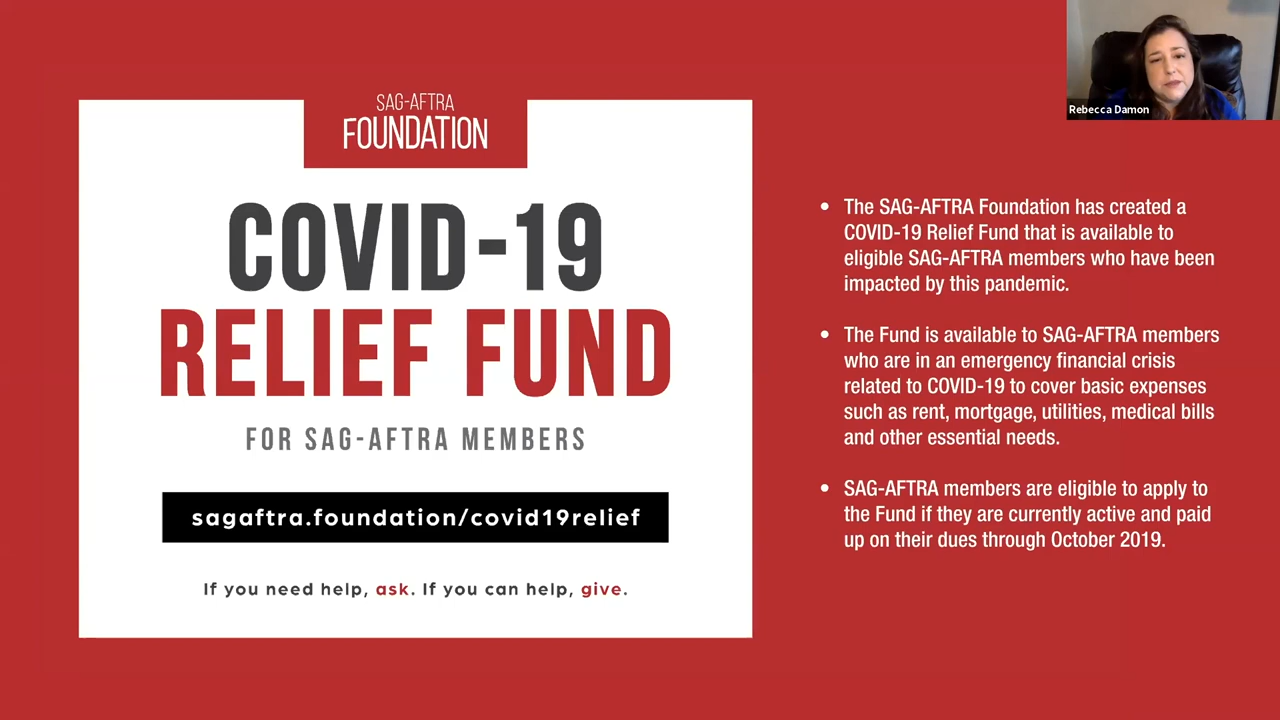 SAG-AFTRA
FOUNDATION
COVID-19
RELIEF FUND
FOR SAG-AFTRA MEMBERS
sagaftra.foundation/covid19relief
If you need help, ask. If you can help, give.
Rebecca Damon
• The SAG-AFTRA Foundation has created a
COVID-19 Relief Fund that is available to
eligible SAG-AFTRA members who have been
impacted by this pandemic.
• The Fund is available to SAG-AFTRA members
who are in an emergency financial crisis
related to COVID-19 to cover basic expenses
such as rent, mortgage, utilities, medical bills
and other essential needs.
• SAG-AFTRA members are eligible to apply to
the Fund if they are currently active and paid
up on their dues through October 2019.